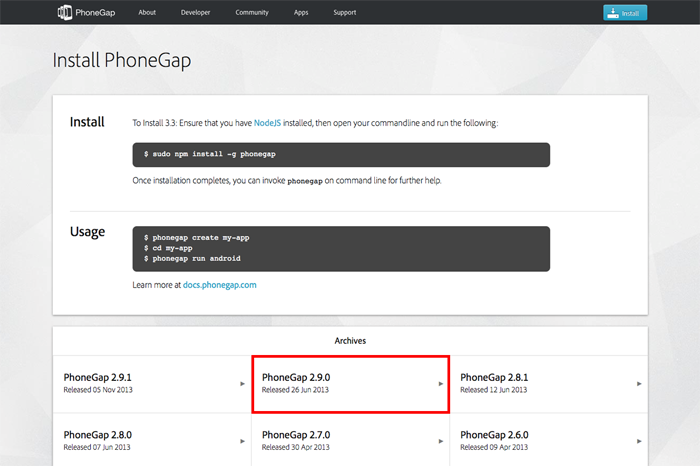 PhoneGap About Developer Community Apps Support Install
Install PhoneGap
Install To Install 3.3: Ensure that you have NodeJS installed, then open your commandline and run the following:
$ sudo npm install -g phonegap
Once installation completes, you can invoke phonegap on command line for further help.
Usage
$ phonegap create my-app
$ cd my-app
$ phonegap run android
Learn more at docs.phonegap.com
Archives
PhoneGap 2.9.1 PhoneGap 2.9.0 PhoneGap 2.8.1
Released 05 Nov 2013 Released 26 Jun 2013 Released 12 Jun 2013
PhoneGap 2.8.0 PhoneGap 2.7.0 PhoneGap 2.6.0
Released 07 Jun 2013 Released 30 Apr 2013 Released 09 Apr 2013